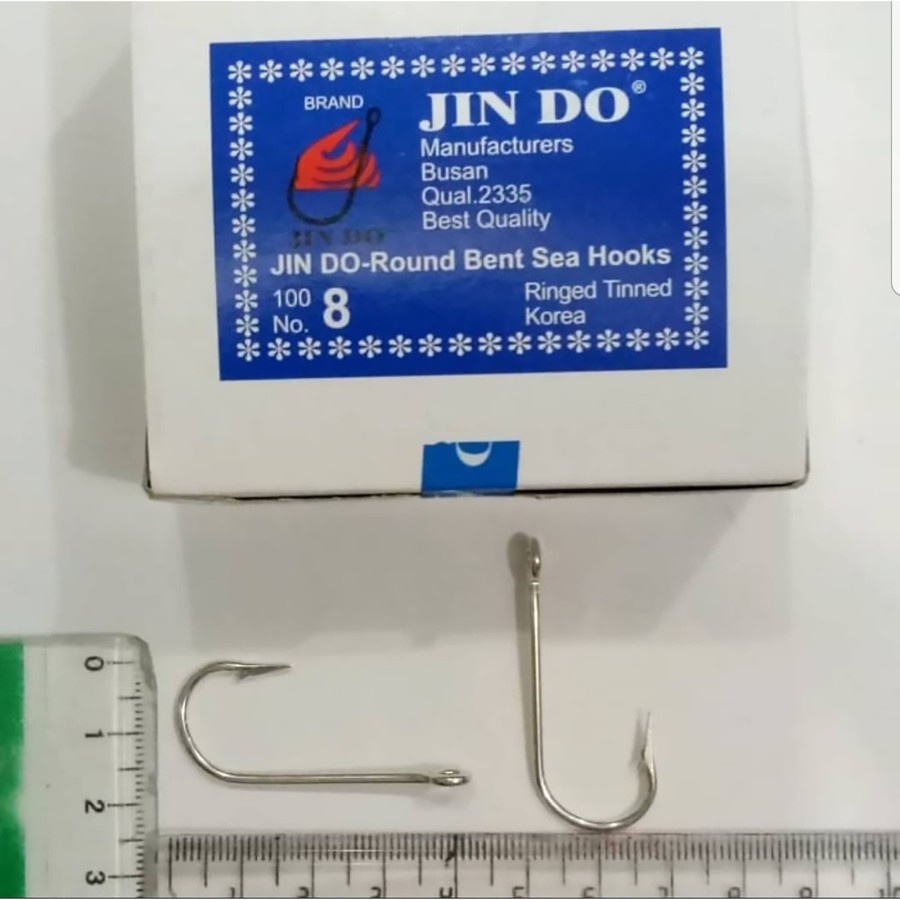 BRAND
JIN DO®
Manufacturers
Busan
Qual.2335
Best Quality
JIN DO
JIN DO-Round Bent Sea Hooks
100
No. 8
Ringed Tinned
Korea
0
1
2
3